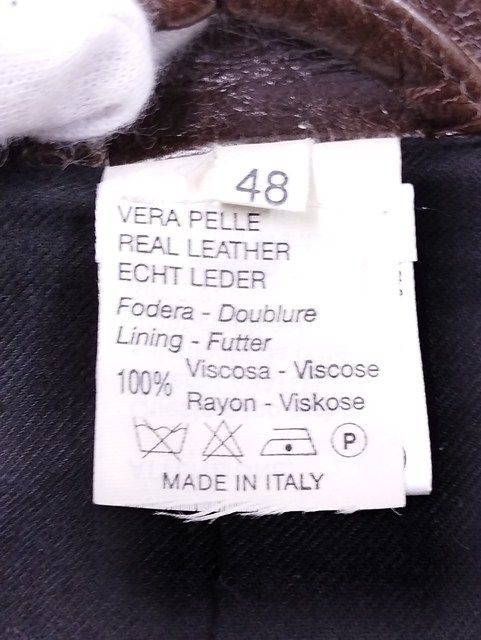 48
VERA PELLE
REAL LEATHER
ECHT LEDER
Fodera - Doublure
Lining - Futter
100% Viscosa - Viscose
Rayon - Viskose
P
MADE IN ITALY